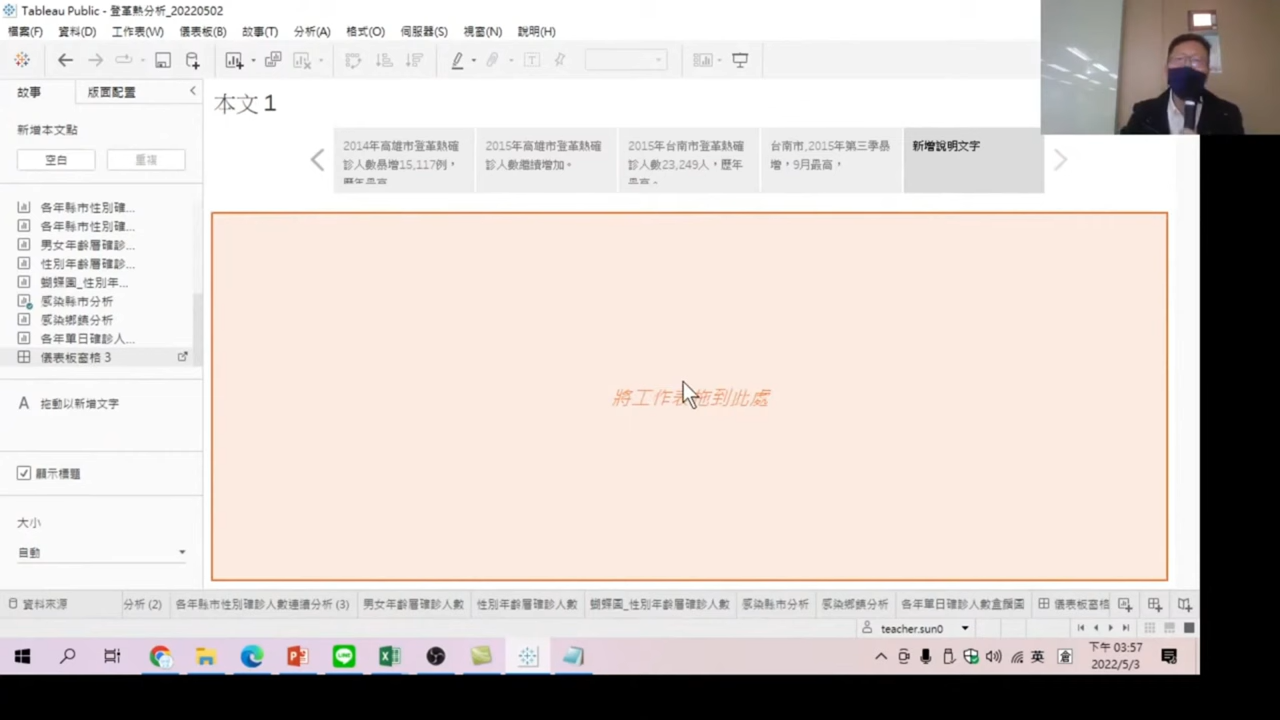 Tableau Public - 登革熱分析_20220502
檔案(F) 資料(D) 工作表(W) 儀表板(B) 故事(T) 分析(A) 格式(O) 伺服器(S) 視窗(N) 說明(H)
故事 版面配置
新增本文點
空白 重複
各年縣市性別確...
各年縣市性別確...
男女年齡層確診...
性別年齡層確診...
蝴蝶圖_性別年...
感染縣市分析
感染鄉鎮分析
各年單日確診人...
儀表板窗格 3
A 拖動以新增文字
顯示標題
大小
自動
本文 1
2014年高雄市登革熱確
診人數暴增15,117例，
歷年最高
2015年高雄市登革熱確
診人數繼續增加。
2015年台南市登革熱確
診人數23,249人，歷年
最高。
台南市,2015年第三季暴
增，9月最高，
新增說明文字
將工作表拖到此處
資料來源 分析 (2) 各年縣市性別確診人數連續分析 (3) 男女年齡層確診人數 性別年齡層確診人數 蝴蝶圖_性別年齡層確診人數 感染縣市分析 感染鄉鎮分析 各年單日確診人數盒鬚圖 儀表板窗格
teacher.sun0
英 下午 03:57
2022/5/3